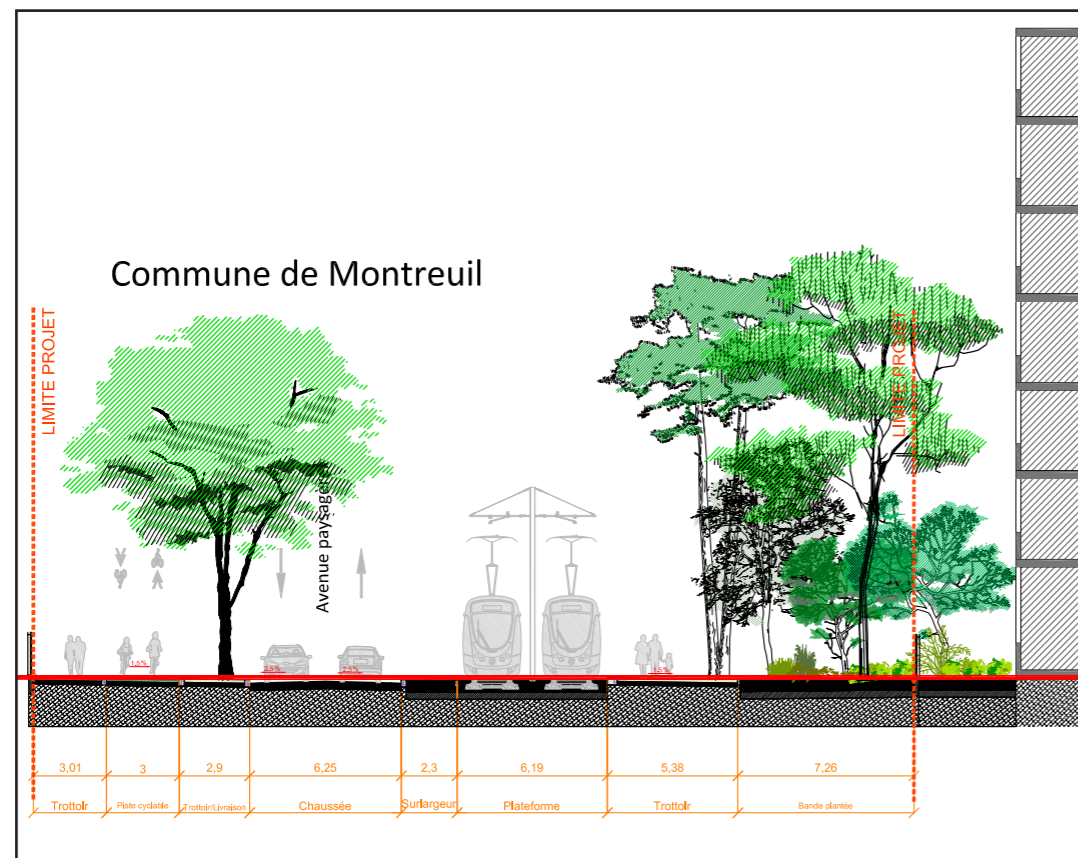 Commune de Montreuil
LIMITE PROJET
LIMITE PROJET
Avenue paysagère
1,5%
2,5%
2,5%
1,5%
3,01
3
2,9
6,25
2,3
6,19
5,38
7,26
Trottoir
Piste cyclable
Trottoir/Livraison
Chaussée
Surlargeur
Plateforme
Trottoir
Bande plantée